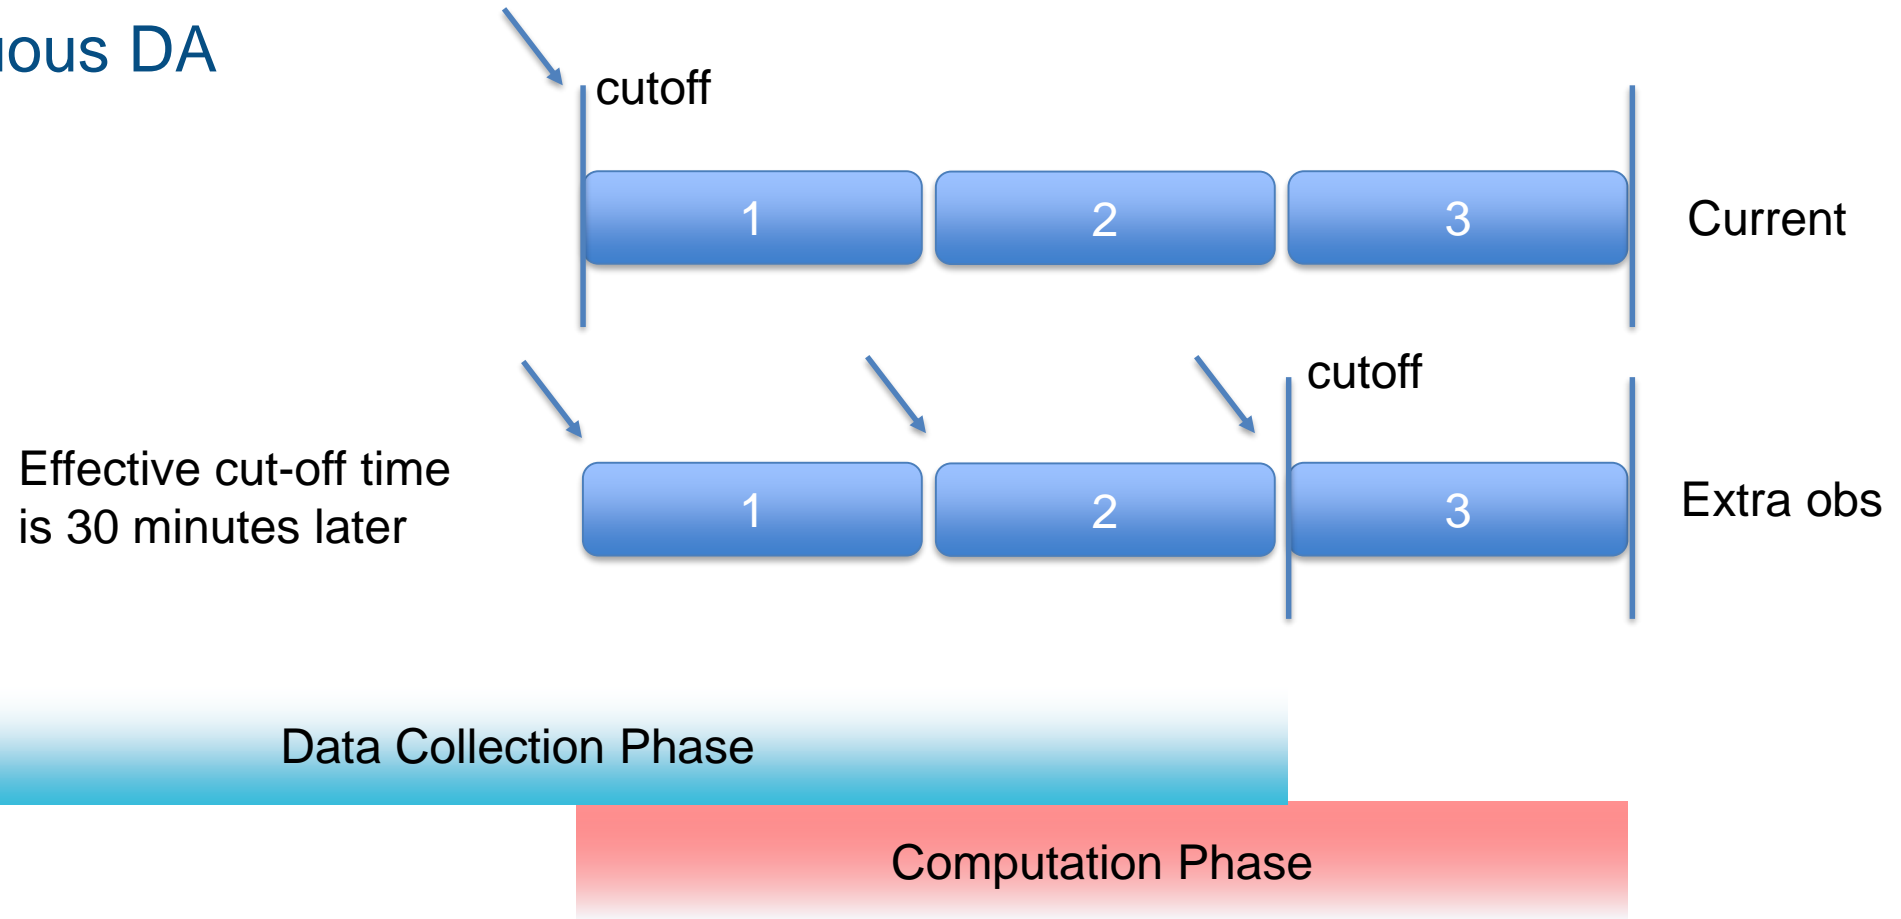 uous DA
cutoff
1
2
3
Current
cutoff
Effective cut-off time
is 30 minutes later
1
2
3
Extra obs
Data Collection Phase
Computation Phase